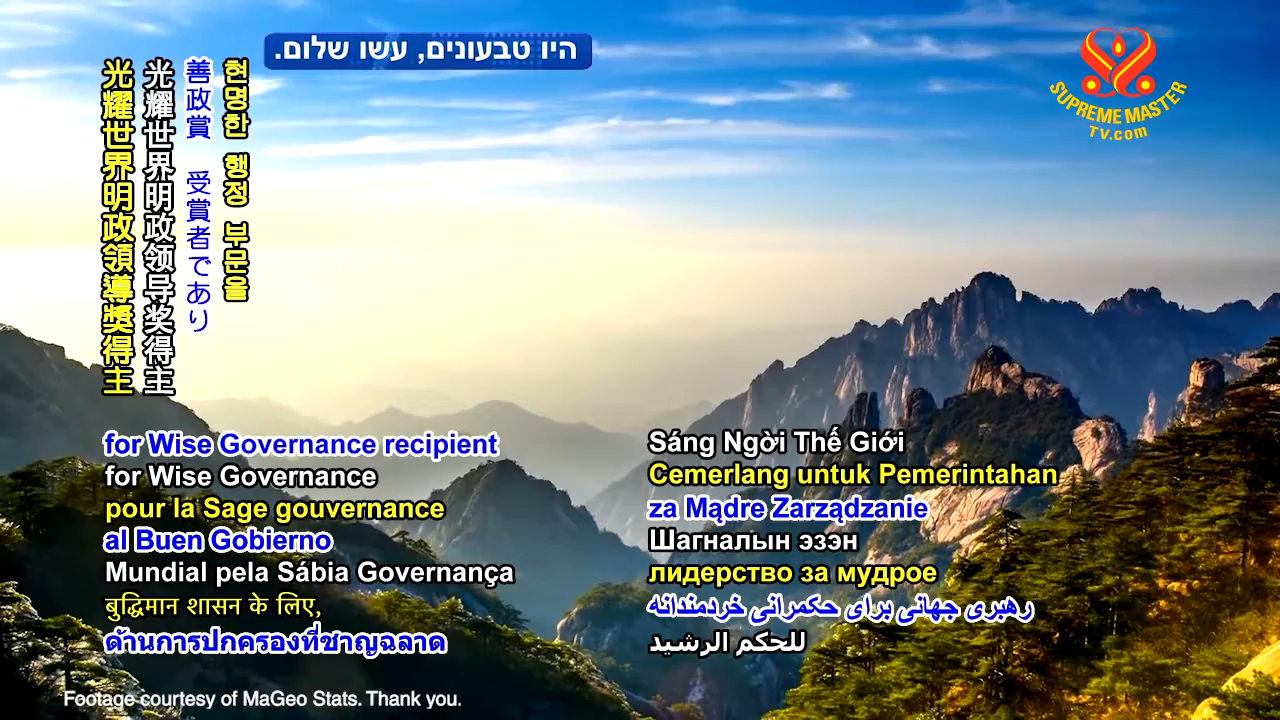 היו טבעונים, עשו שלום.
SUPREME MASTER
TV.com
현명한 행정 부문을
善政賞 受賞者であり
光耀世界明政领导奖得主
光耀世界明政領導獎得主
for Wise Governance recipient
for Wise Governance
pour la Sage gouvernance
al Buen Gobierno
Mundial pela Sábia Governança
बुद्धिमान शासन के लिए,
ด้านการปกครองที่ชาญฉลาด
Sáng Ngời Thế Giới
Cemerlang untuk Pemerintahan
za Mądre Zarządzanie
Шагналын эзэн
лидерство за мудрое
رهبری جهانی برای حکمرانی خردمندانه
للحكم الرشيد
Footage courtesy of MaGeo Stats. Thank you.